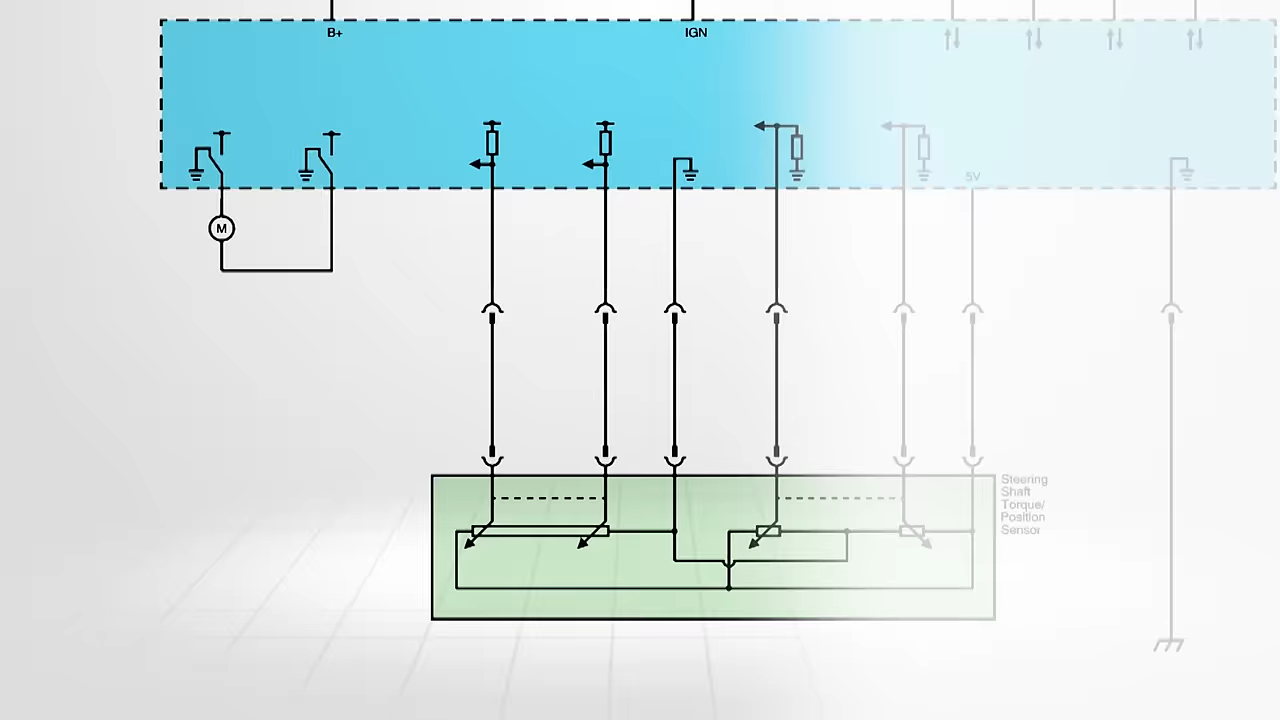 B+
IGN
5V
M
Steering
Shaft
Torque/
Position
Sensor